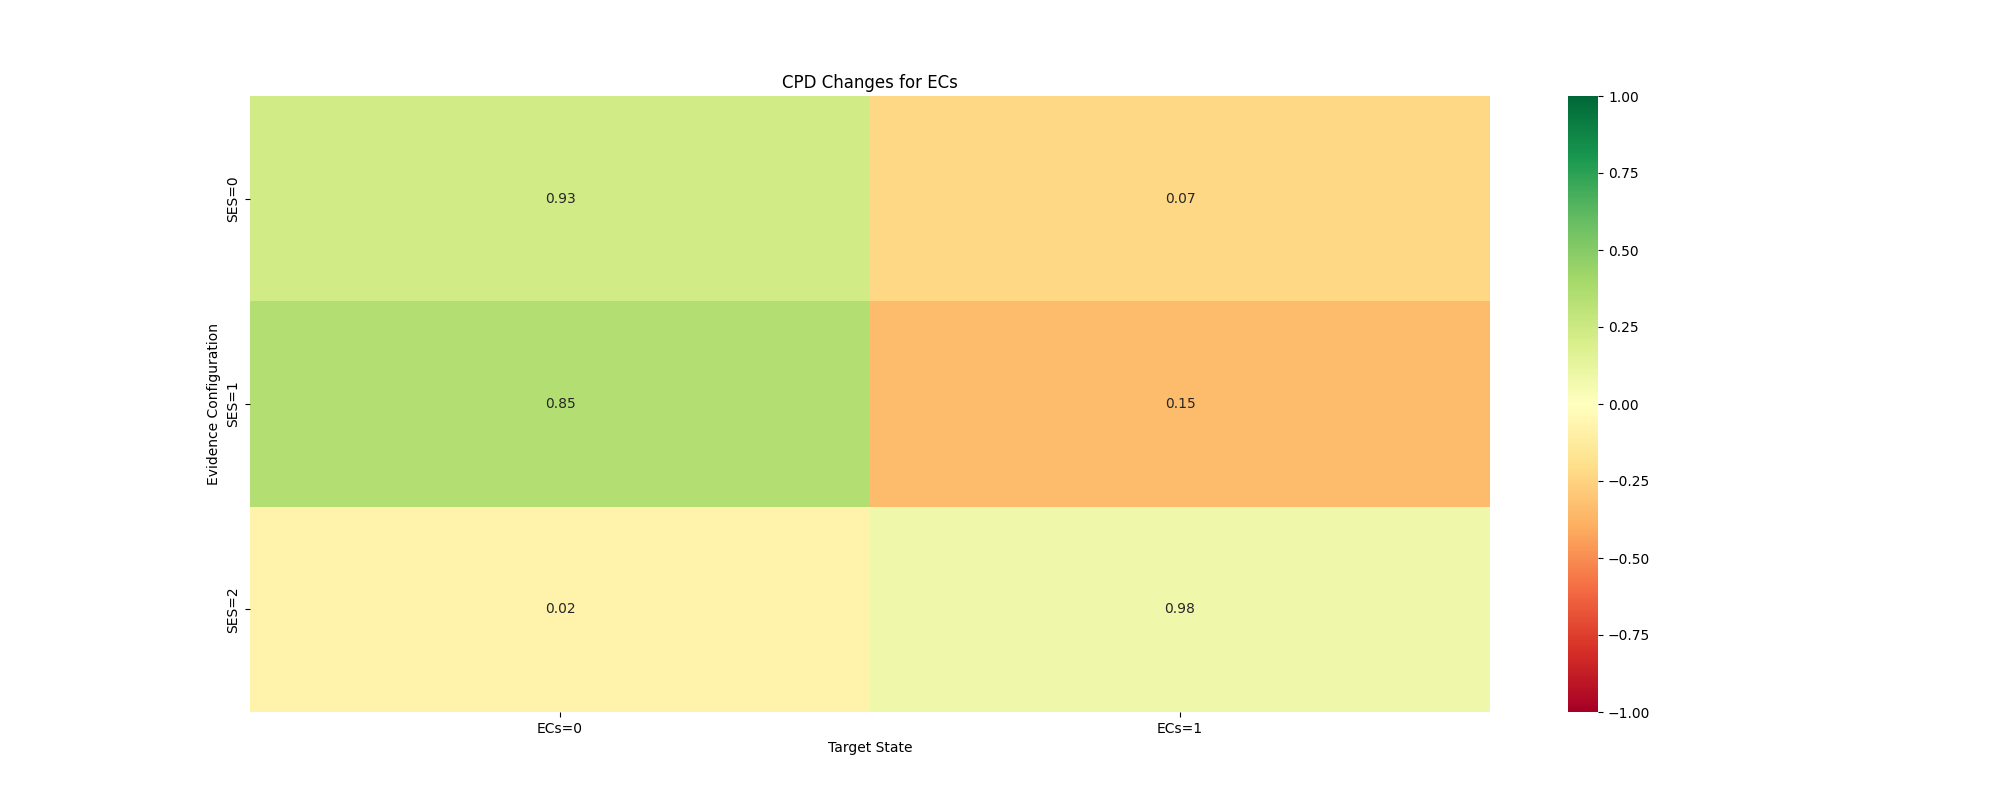 CPD Changes for ECs
Evidence Configuration
SES=0
0.93
0.07
SES=1
0.85
0.15
SES=2
0.02
0.98
ECs=0
ECs=1
Target State
1.00
0.75
0.50
0.25
0.00
−0.25
−0.50
−0.75
−1.00